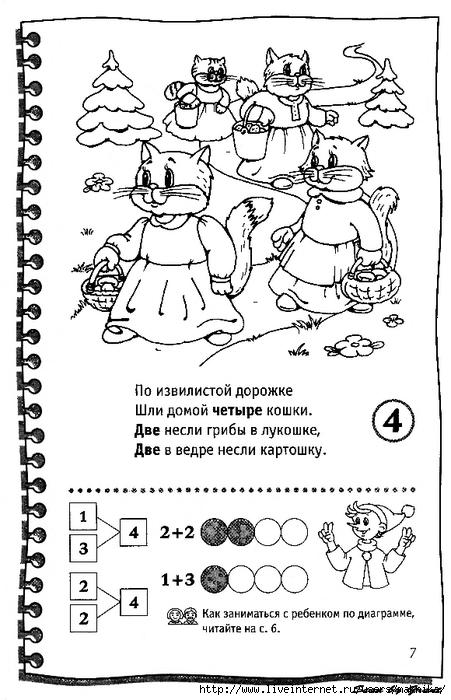 По извилистой дорожке
Шли домой четыре кошки.
Две несли грибы в лукошке,
Две в ведре несли картошку.
4
1
3
4
2+2
2
2
4
1+3
Как заниматься с ребенком по диаграмме,
читайте на с. 6.
7